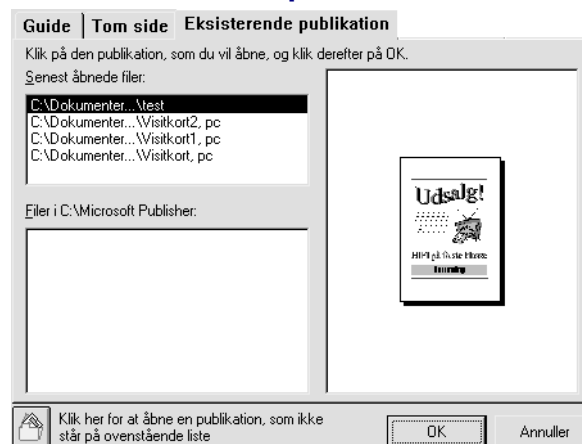 Guide
Tom side
Eksisterende publikation
Klik på den publikation, som du vil åbne, og klik derefter på OK.
Senest åbnede filer:
C:\Dokumenter...\test
C:\Dokumenter...\Visitkort2, pc
C:\Dokumenter...\Visitkort1, pc
C:\Dokumenter...\Visitkort, pc
Filer i C:\Microsoft Publisher:
Udsalg!
HIFI på
Klik her for at åbne en publikation, som ikke
står på ovenstående liste
OK
Annuller